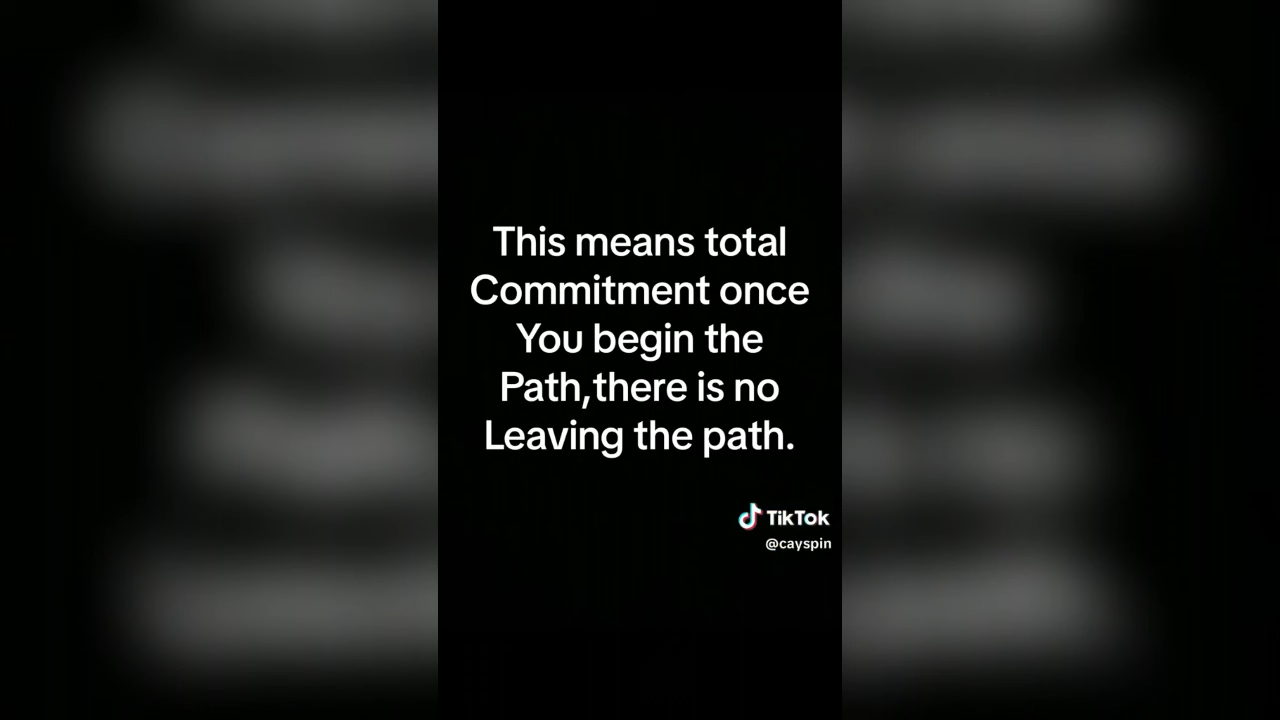 This means total
Commitment once
You begin the
Path,there is no
Leaving the path.
TikTok
@cayspin